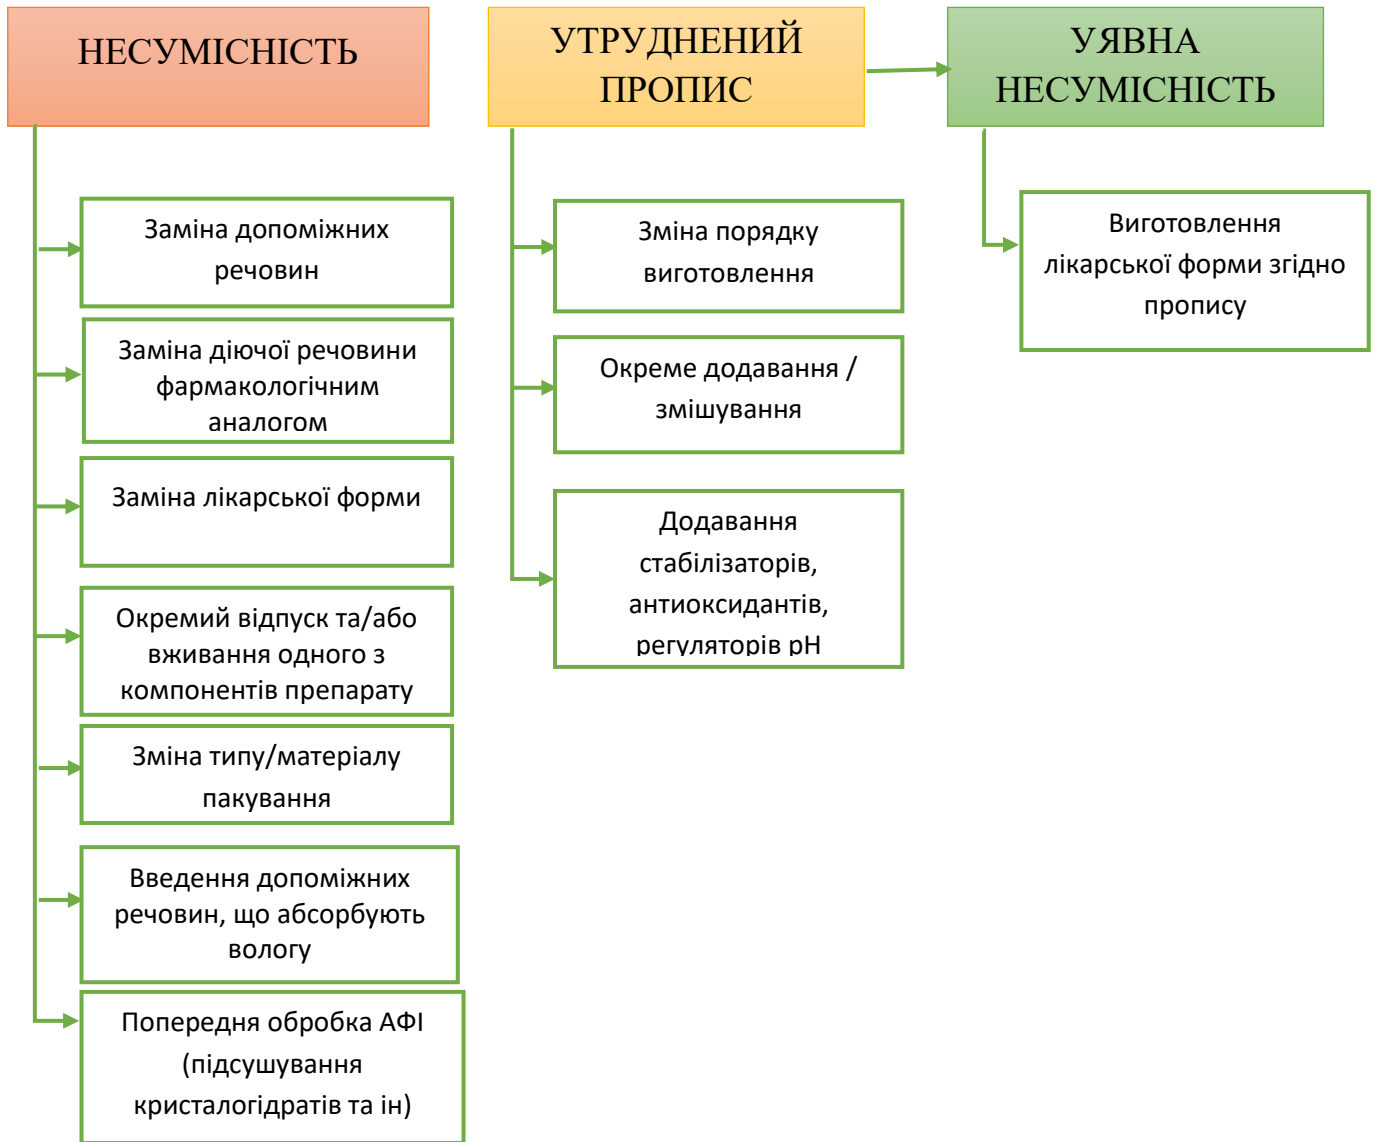 НЕСУМІСНІСТЬ
УТРУДНЕНИЙ
ПРОПИС
УЯВНА
НЕСУМІСНІСТЬ
Заміна допоміжних
речовин
Заміна діючої речовини
фармакологічним
аналогом
Заміна лікарської форми
Окремий відпуск та/або
вживання одного з
компонентів препарату
Зміна типу/матеріалу
пакування
Введення допоміжних
речовин, що абсорбують
вологу
Попередня обробка АФІ
(підсушування
кристалогідратів та ін)
Зміна порядку
виготовлення
Окреме додавання /
змішування
Додавання
стабілізаторів,
антиоксидантів,
регуляторів рН
Виготовлення
лікарської форми згідно
пропису